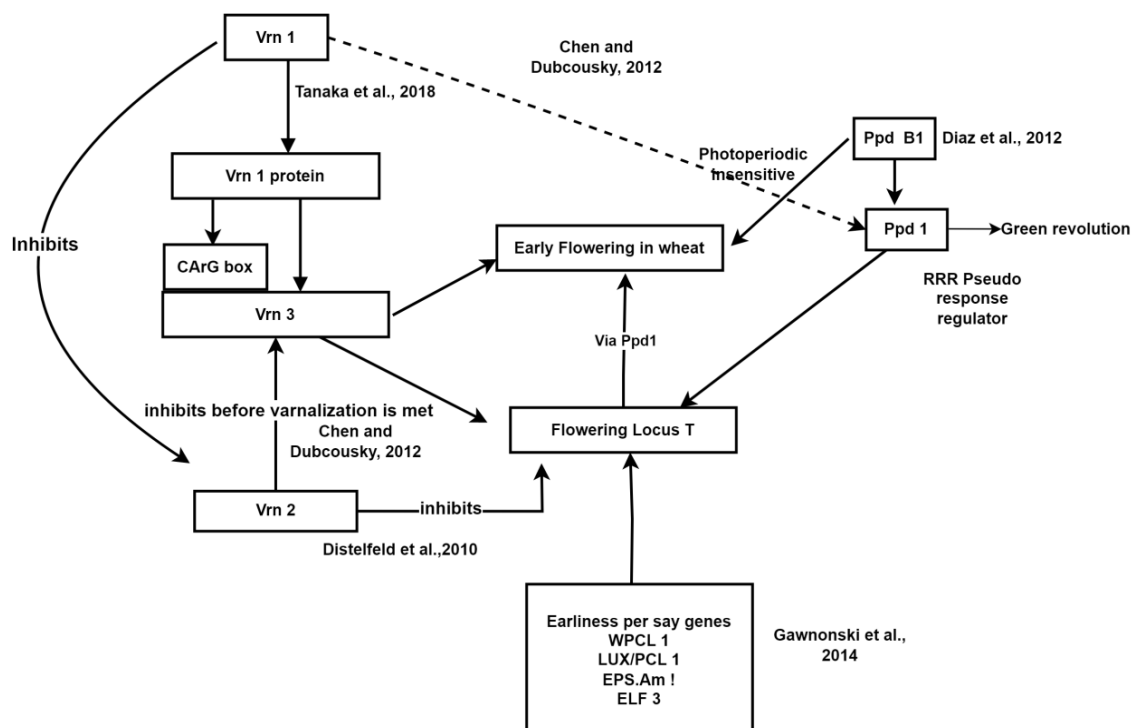 Vrn 1
Chen and
Dubcousky, 2012
Tanaka et al., 2018
Ppd B1
Diaz et al., 2012
Photoperiodic
insensitive
Vrn 1 protein
Ppd 1
Green revolution
Inhibits
Early Flowering in wheat
CArG box
RRR Pseudo
response
regulator
Vrn 3
Via Ppd1
inhibits before varnalization is met
Chen and
Dubcousky, 2012
Flowering Locus T
Vrn 2
inhibits
Distelfeld et al.,2010
Earliness per say genes
WPCL 1
LUX/PCL 1
EPS.Am !
ELF 3
Gawnonski et al.,
2014